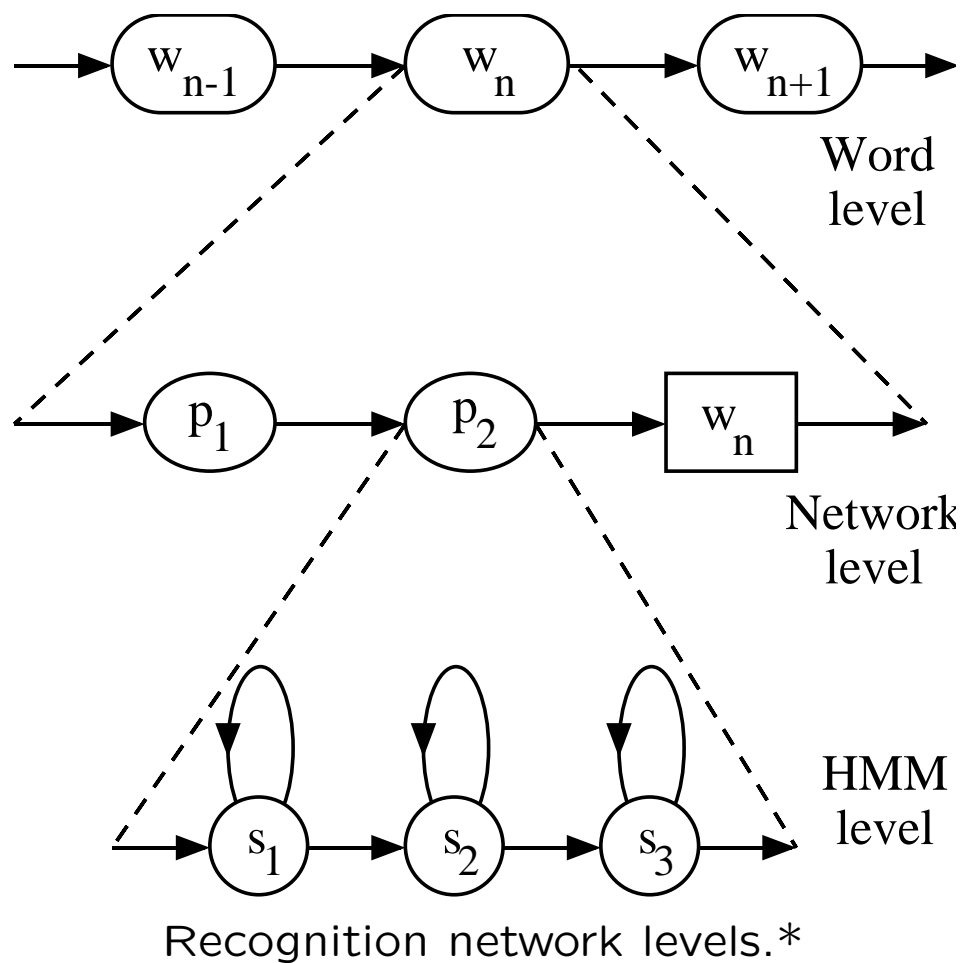 w n-1 w n w n+1
Word
level
p 1 p 2 w n
Network
level
HMM
level
s 1 s 2 s 3
Recognition network levels.*